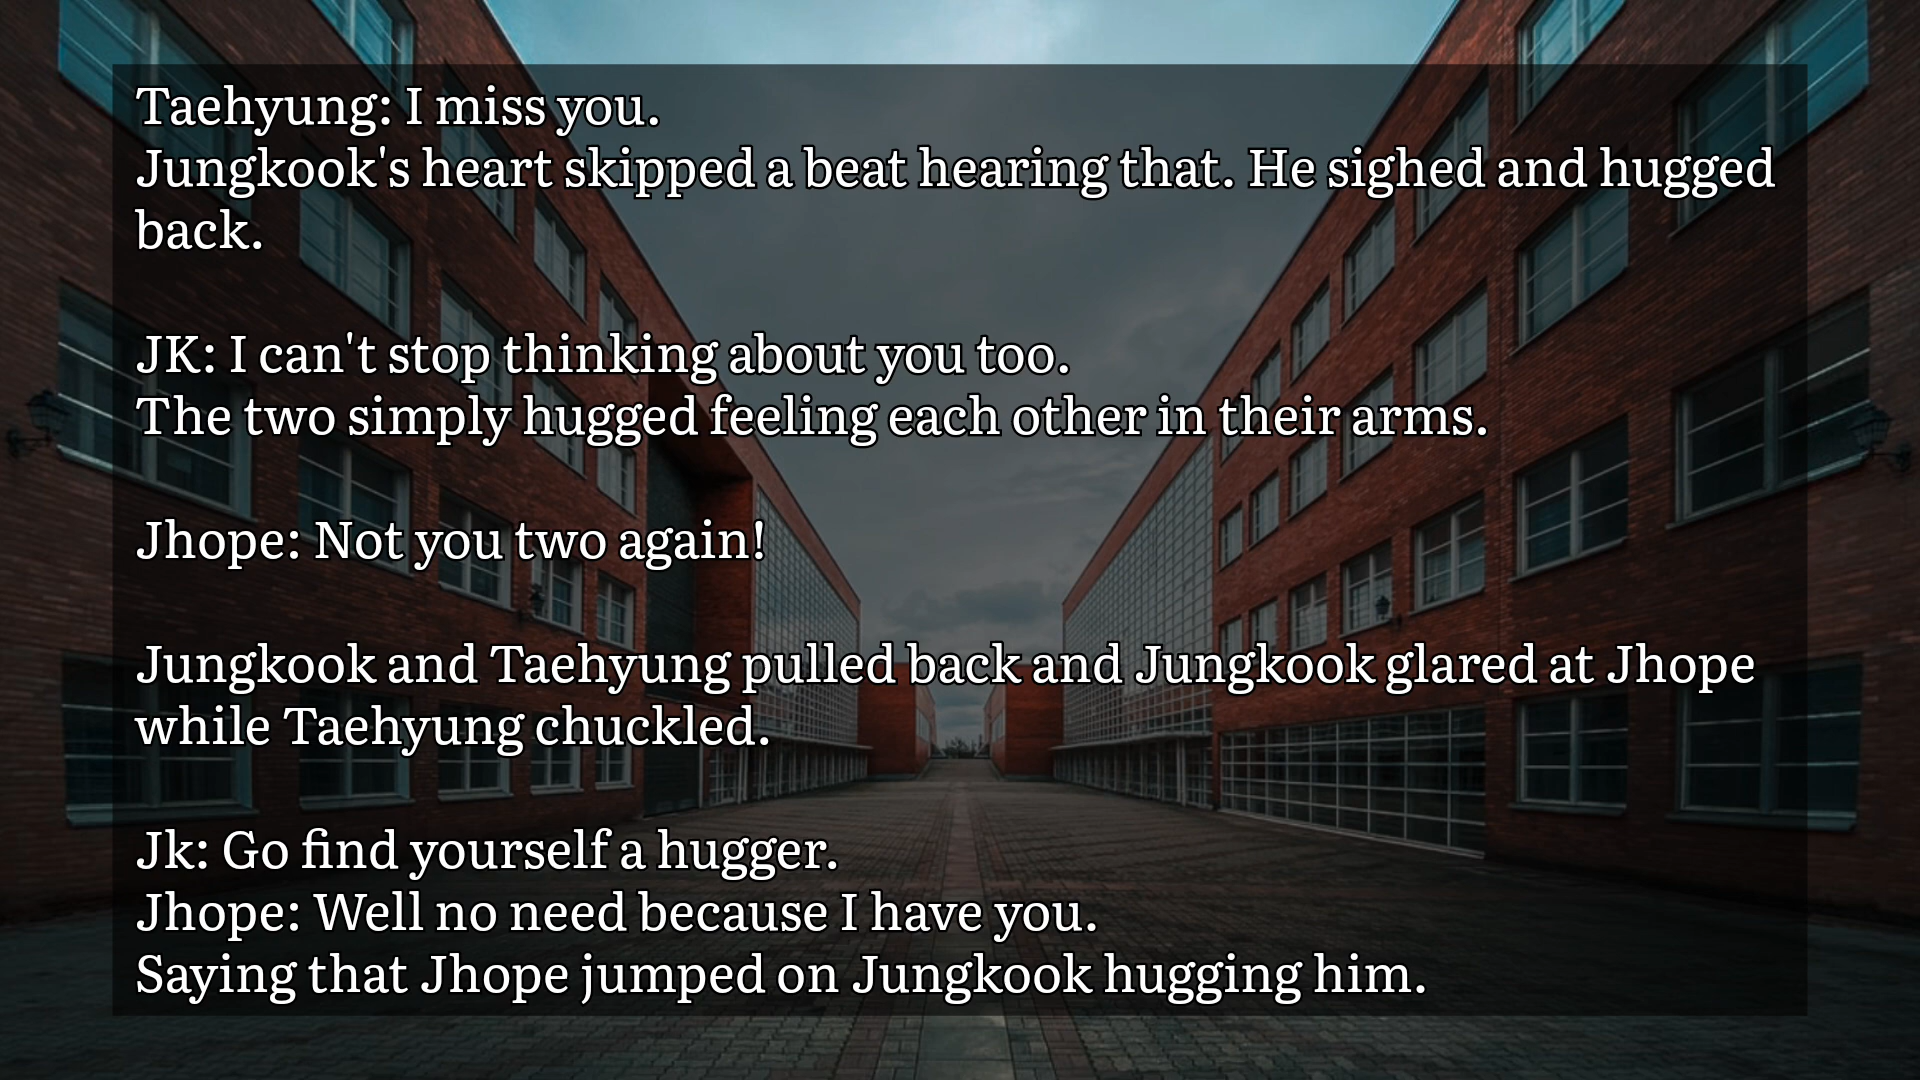 Taehyung: I miss you.
Jungkook's heart skipped a beat hearing that. He sighed and hugged
back.
JK: I can't stop thinking about you too.
The two simply hugged feeling each other in their arms.
Jhope: Not you two again!
Jungkook and Taehyung pulled back and Jungkook glared at Jhope
while Taehyung chuckled.
Jk: Go find yourself a hugger.
Jhope: Well no need because I have you.
Saying that Jhope jumped on Jungkook hugging him.